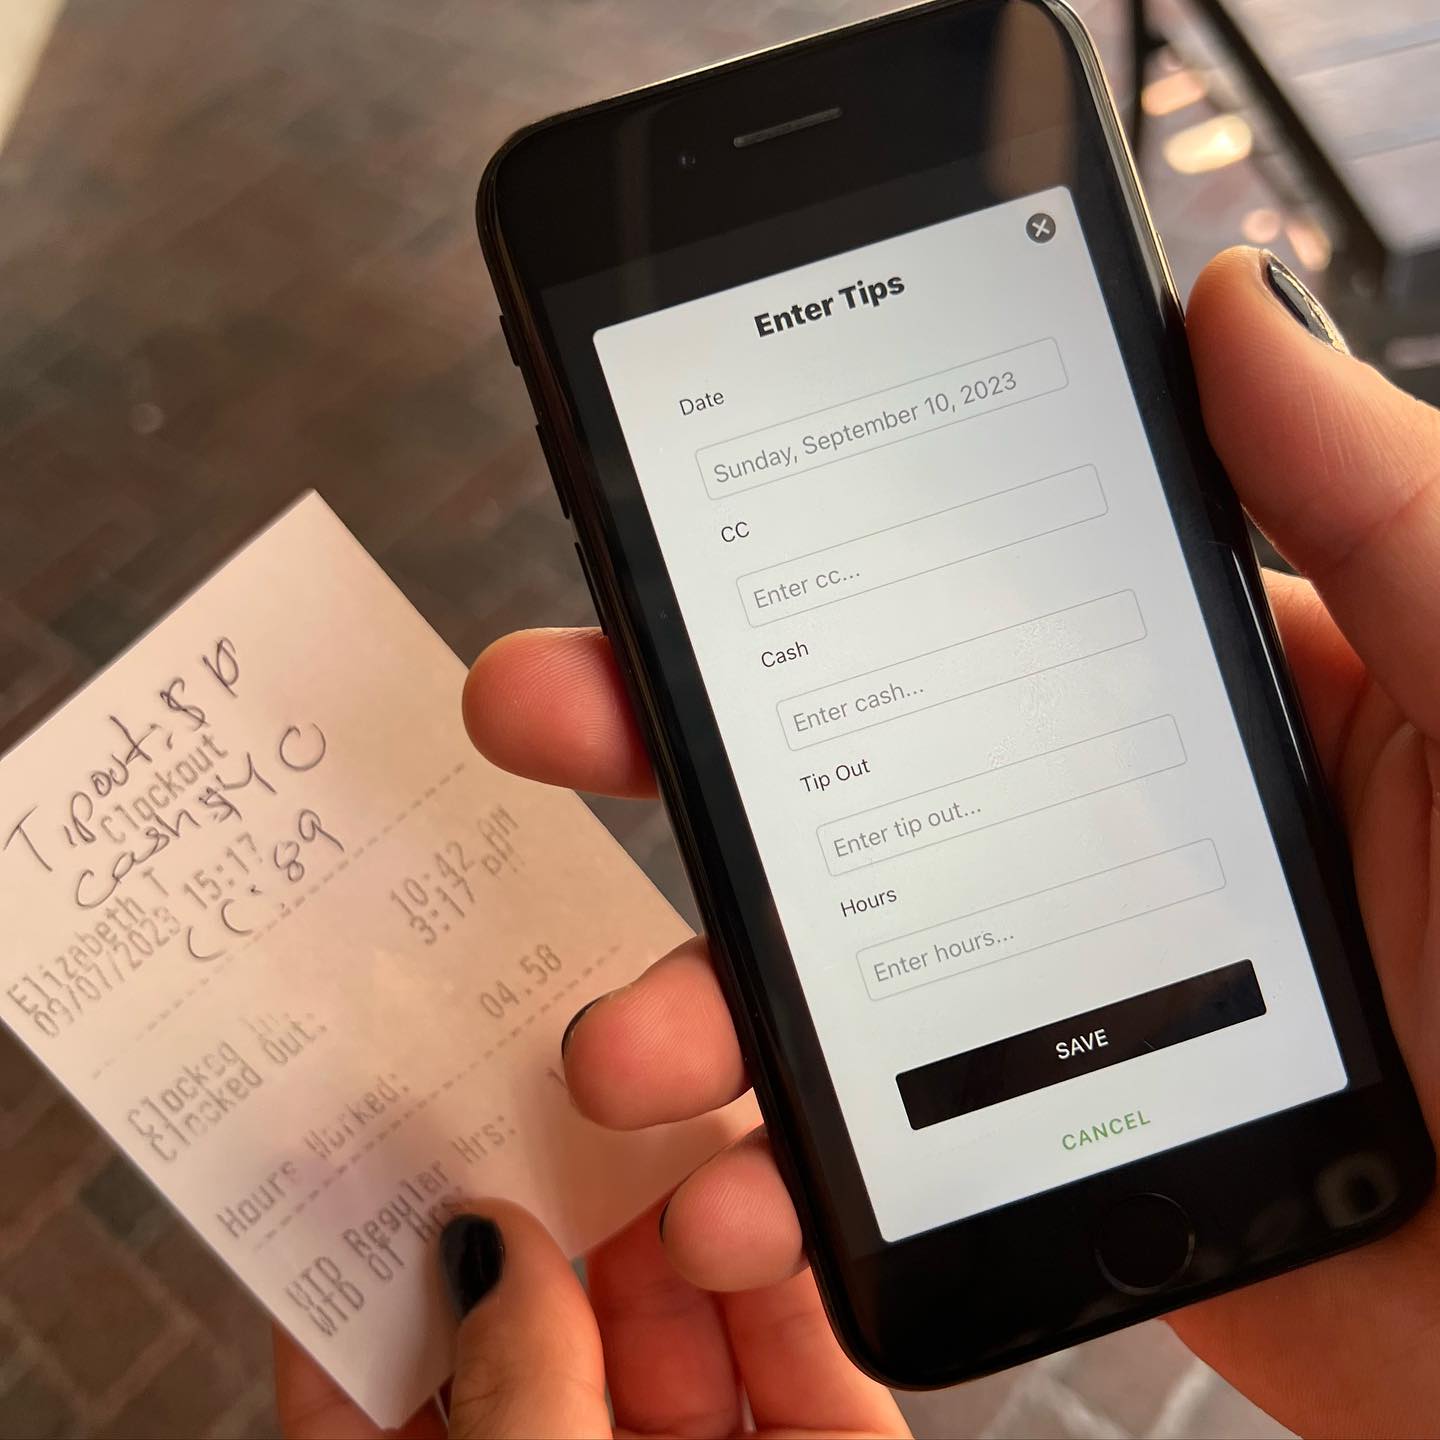 Tipout: $10
Clockout
Cash $40
Elizabeth T
09/07/2023 15:17
CC: 89
Clocked In: 10:42 AM
Clocked Out: 3:17 PM
Hours Worked: 04.58
WTD Regular Hrs:
WTD OT Hrs:
Enter Tips
Date
Sunday, September 10, 2023
CC
Enter cc...
Cash
Enter cash...
Tip Out
Enter tip out...
Hours
Enter hours...
SAVE
CANCEL